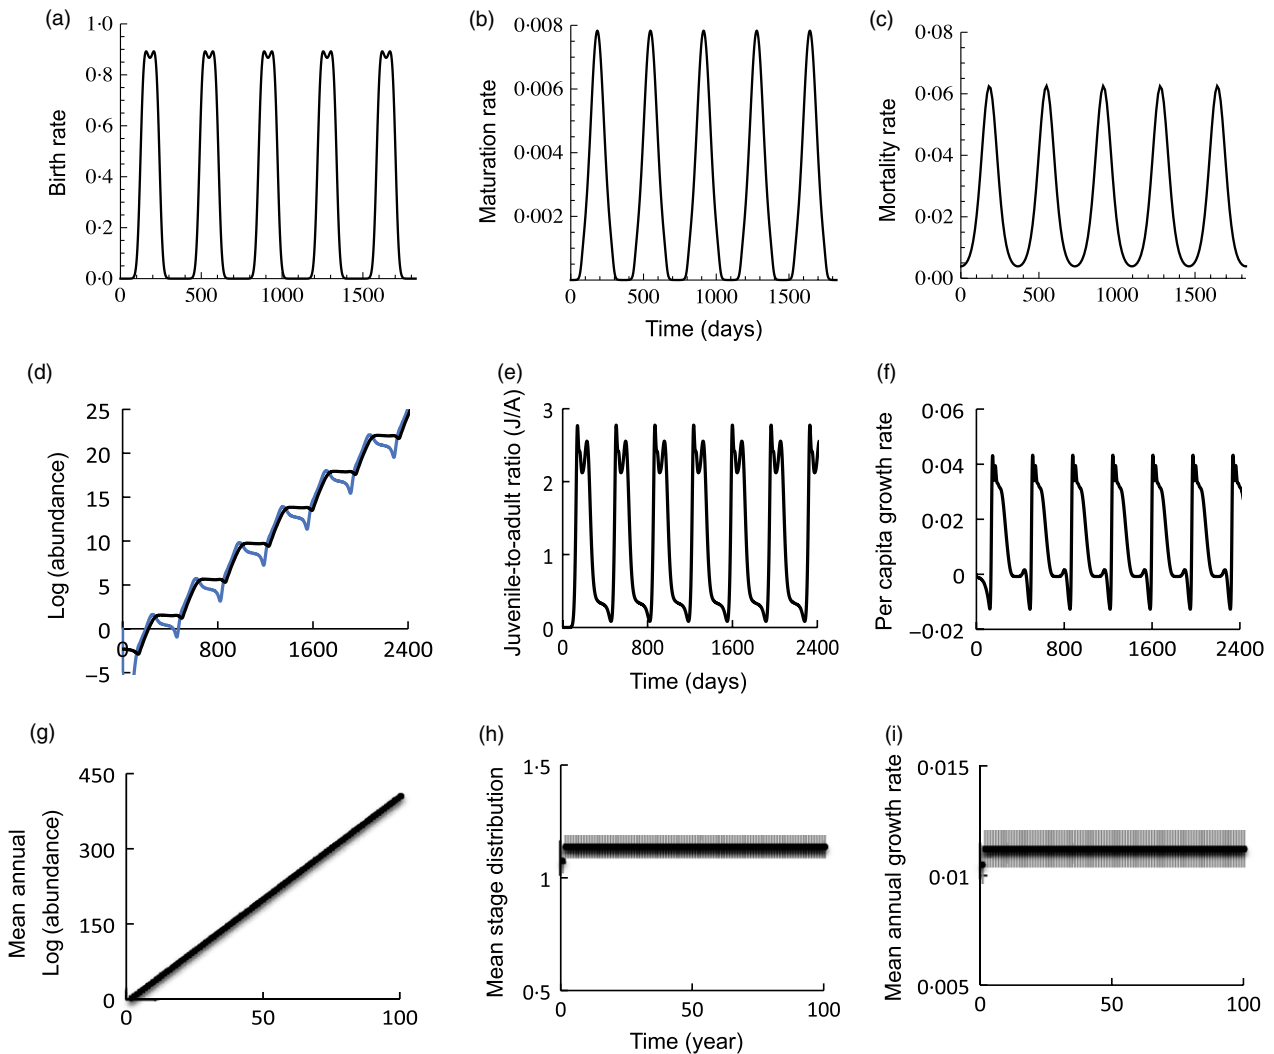 (a)
Birth rate
1·0
0·8
0·6
0·4
0·2
0·0
0 500 1000 1500
(b)
Maturation rate
0·008
0·006
0·004
0·002
0 500 1000 1500
(c)
Mortality rate
0·08
0·06
0·04
0·02
0·00
0 500 1000 1500
Time (days)
(d)
Log (abundance)
25
20
15
10
5
0
−5
0 800 1600 2400
(e)
Juvenile-to-adult ratio (J/A)
3
2
1
0
0 800 1600 2400
(f)
Per capita growth rate
0·06
0·04
0·02
0
−0·02
0 800 1600 2400
Time (days)
(g)
Mean annual
Log (abundance)
450
300
150
0
0 50 100
(h)
Mean stage distribution
1·5
1
0·5
0 50 100
(i)
Mean annual growth rate
0·015
0·01
0·005
0 50 100
Time (year)